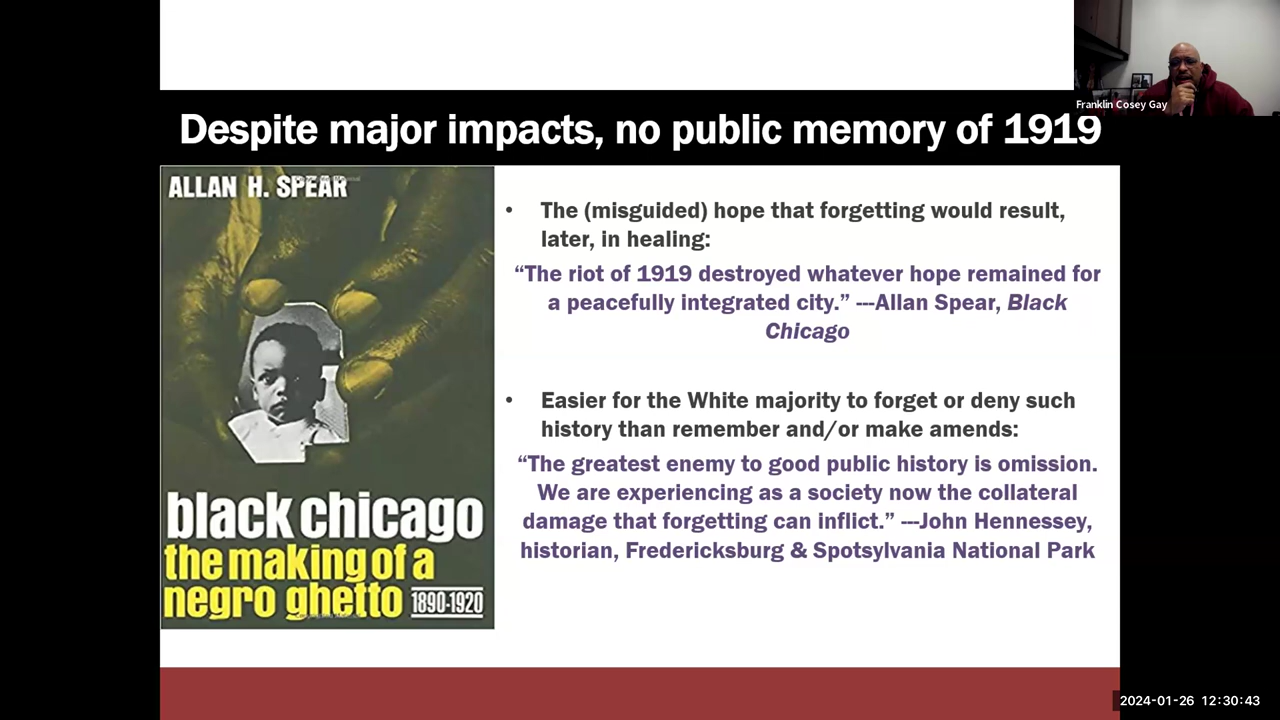 Franklin Cosey Gay
Despite major impacts, no public memory of 1919
ALLAN H. SPEAR
black chicago
the making of a
negro ghetto 1890-1920
• The (misguided) hope that forgetting would result,
later, in healing:
“The riot of 1919 destroyed whatever hope remained for
a peacefully integrated city.” ---Allan Spear, Black
Chicago
• Easier for the White majority to forget or deny such
history than remember and/or make amends:
“The greatest enemy to good public history is omission.
We are experiencing as a society now the collateral
damage that forgetting can inflict.” ---John Hennessey,
historian, Fredericksburg & Spotsylvania National Park
2024-01-26 12:30:43